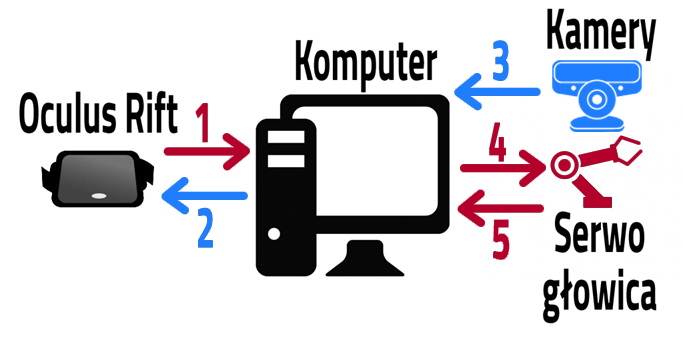 Oculus Rift
1
2
Komputer
3
Kamery
4
5
Serwo
głowica